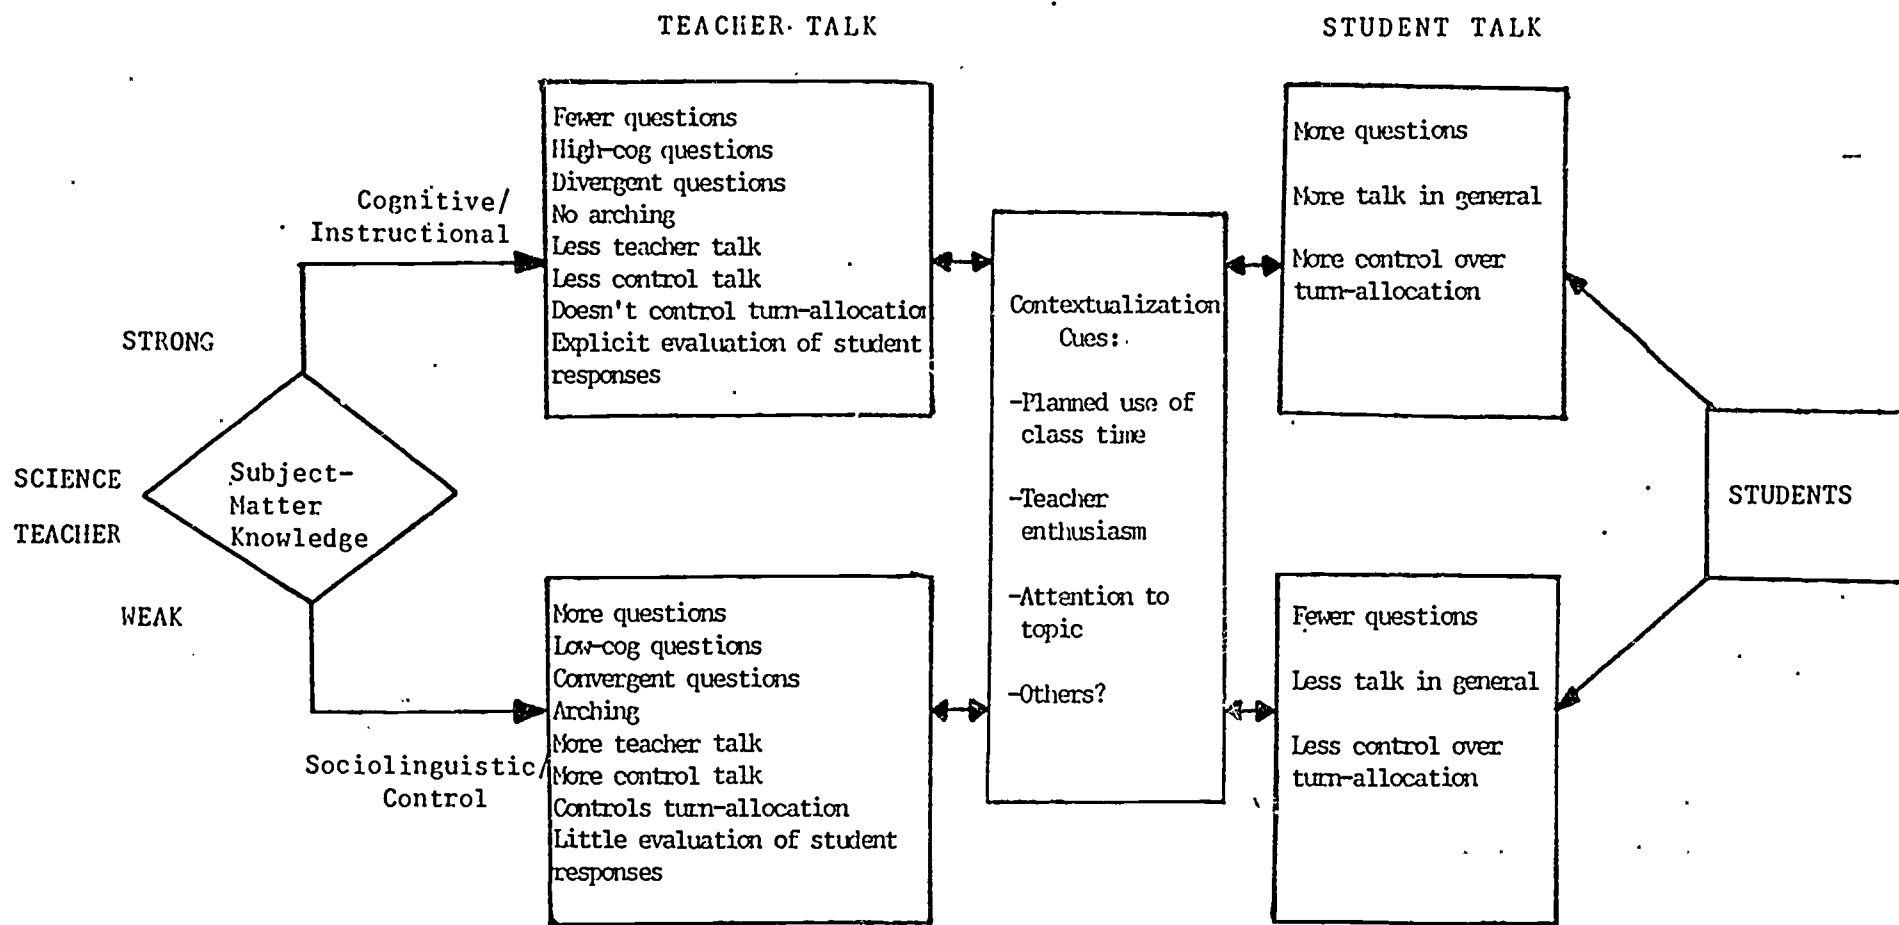 TEACHER TALK
STUDENT TALK
Cognitive/
Instructional
STRONG
SCIENCE
TEACHER
WEAK
Subject-
Matter
Knowledge
Sociolinguistic/
Control
Fewer questions
High-cog questions
Divergent questions
No arching
Less teacher talk
Less control talk
Doesn't control turn-allocation
Explicit evaluation of student
responses
More questions
Low-cog questions
Convergent questions
Arching
More teacher talk
More control talk
Controls turn-allocation
Little evaluation of student
responses
Contextualization
Cues:
-Planned use of
class time
-Teacher
enthusiasm
-Attention to
topic
-Others?
More questions
More talk in general
More control over
turn-allocation
Fewer questions
Less talk in general
Less control over
turn-allocation
STUDENTS